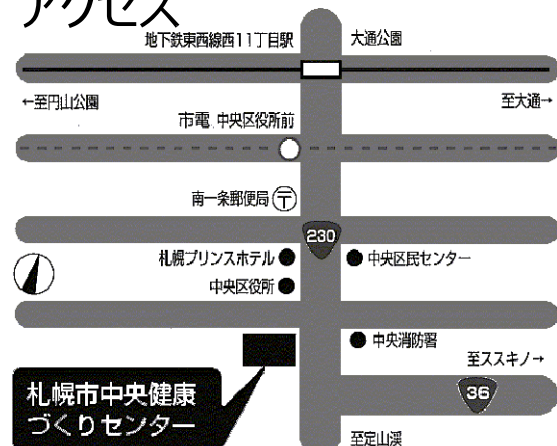 アクセス
地下鉄東西線西11丁目駅
大通公園
←至円山公園
至大通→
市電 中央区役所前
南一条郵便局〒
230
札幌プリンスホテル
中央区民センター
中央区役所
中央消防署
至ススキノ→
札幌市中央健康
づくりセンター
36
至定山渓